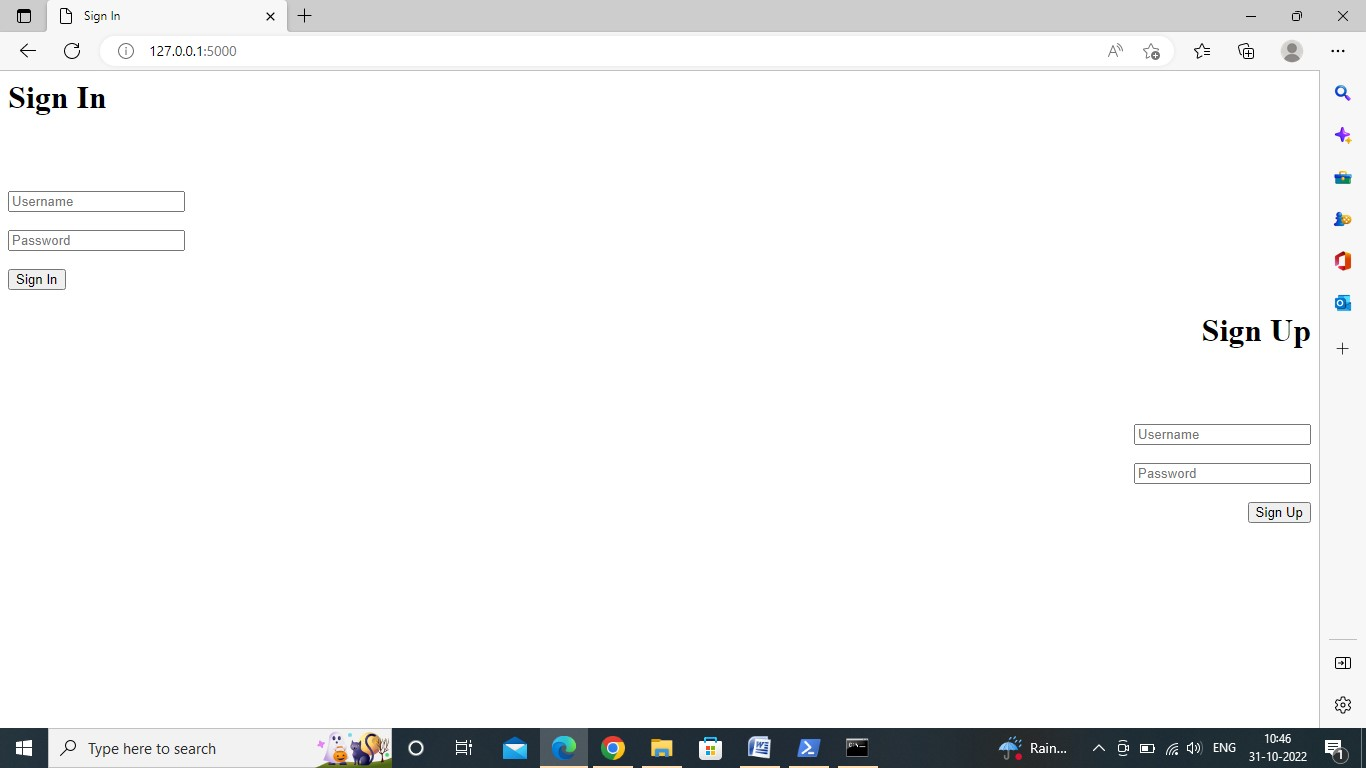 Sign In
127.0.0.1:5000
Sign In
Username
Password
Sign In
Sign Up
Username
Password
Sign Up
Type here to search
Rain...
ENG
10:46
31-10-2022
1